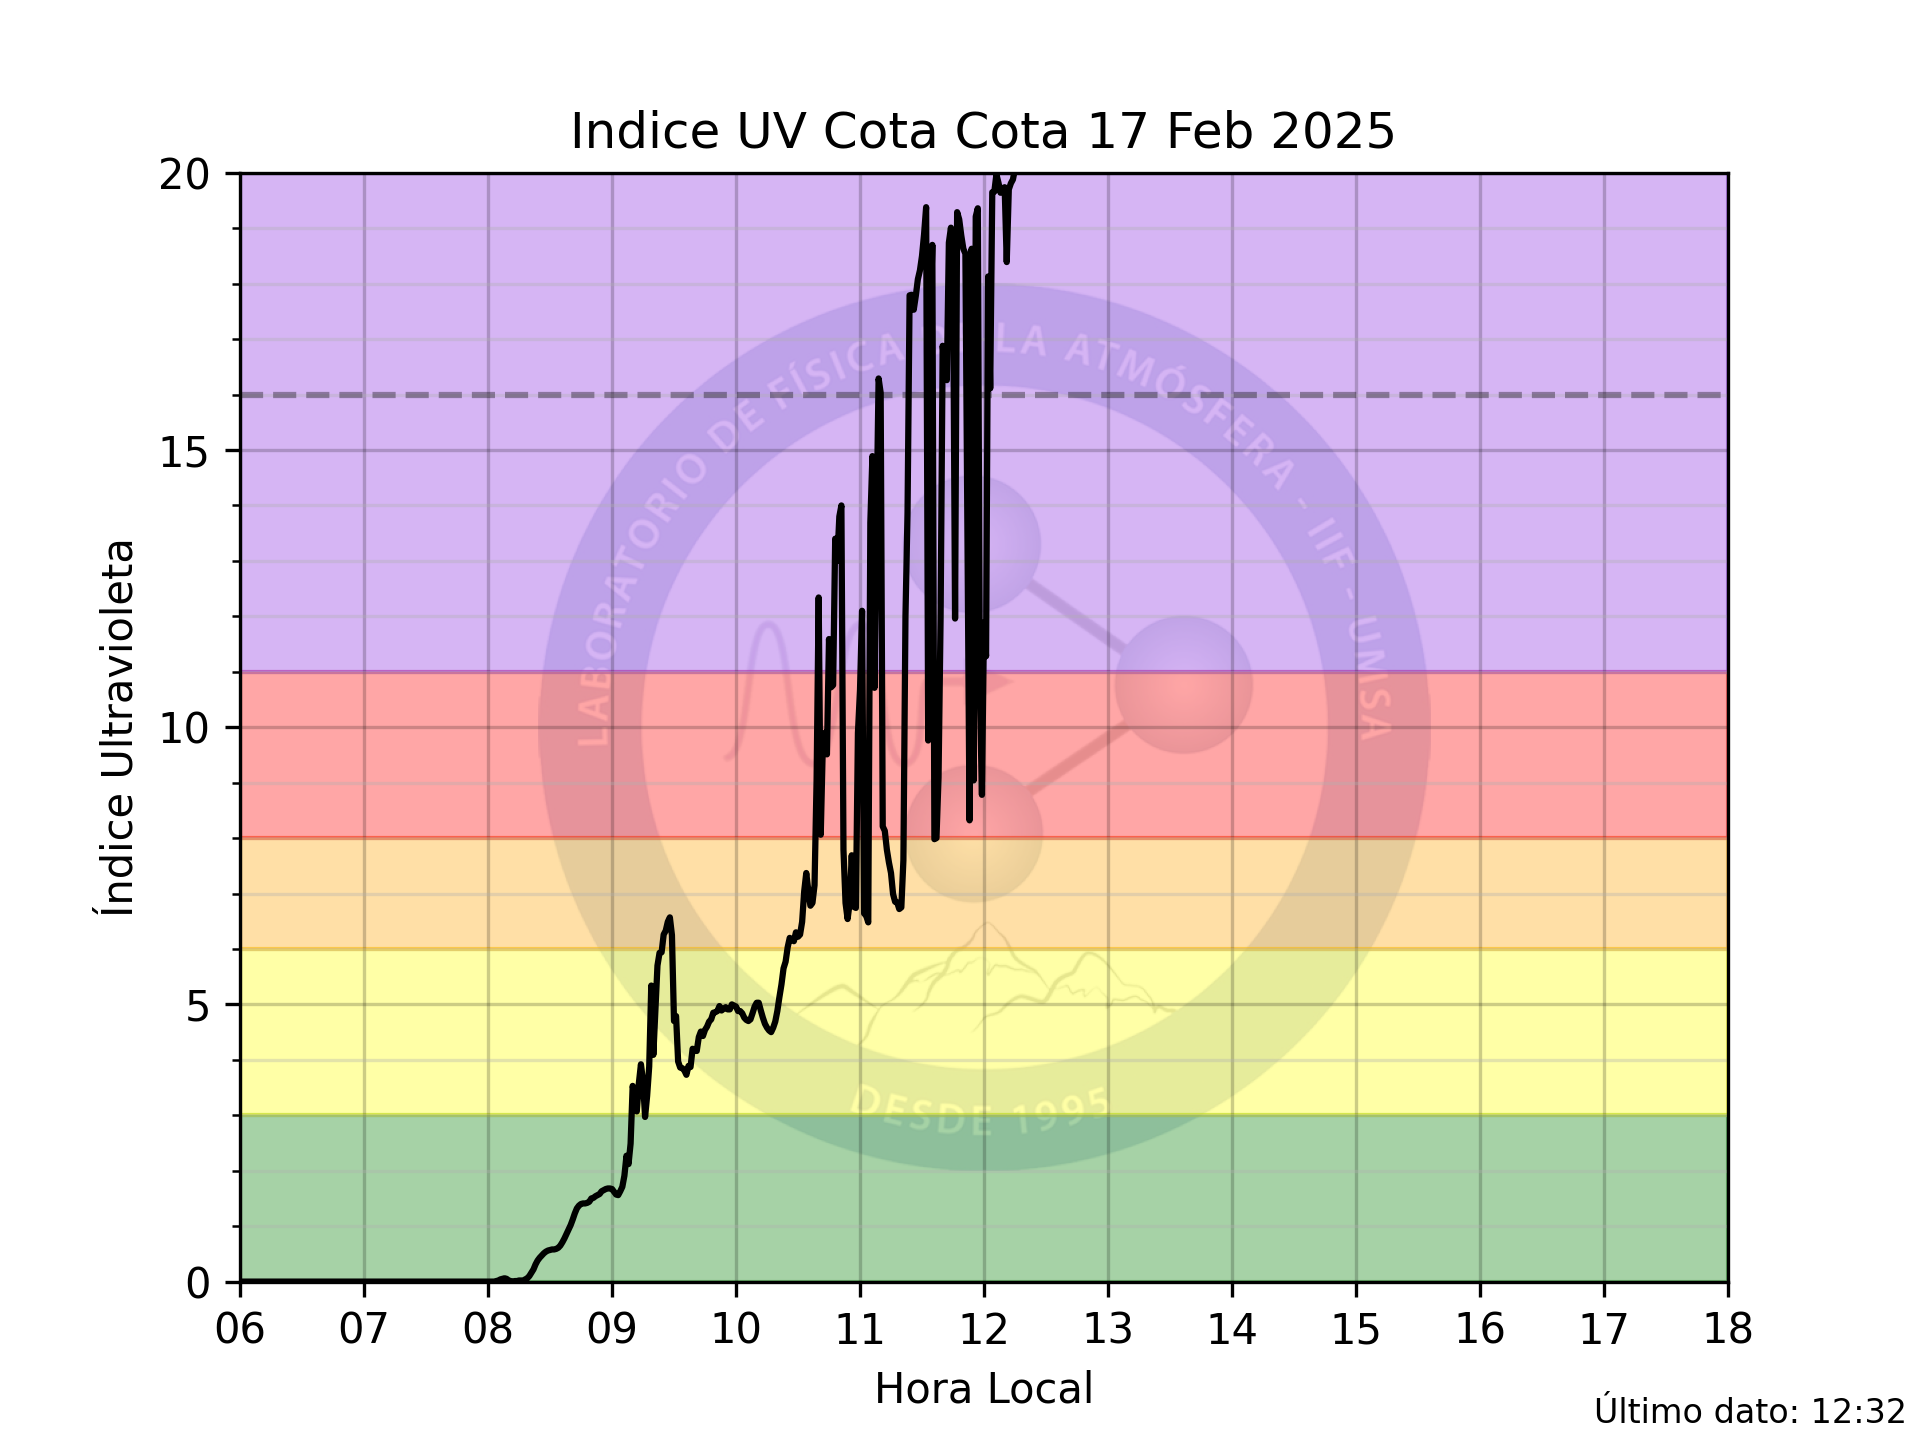 Indice UV Cota Cota 17 Feb 2025
20
15
10
5
0
Índice Ultravioleta
LABORATORIO DE FÍSICA DE LA ATMÓSFERA - IIF - UMSA
DESDE 1995
06 07 08 09 10 11 12 13 14 15 16 17 18
Hora Local
Último dato: 12:32